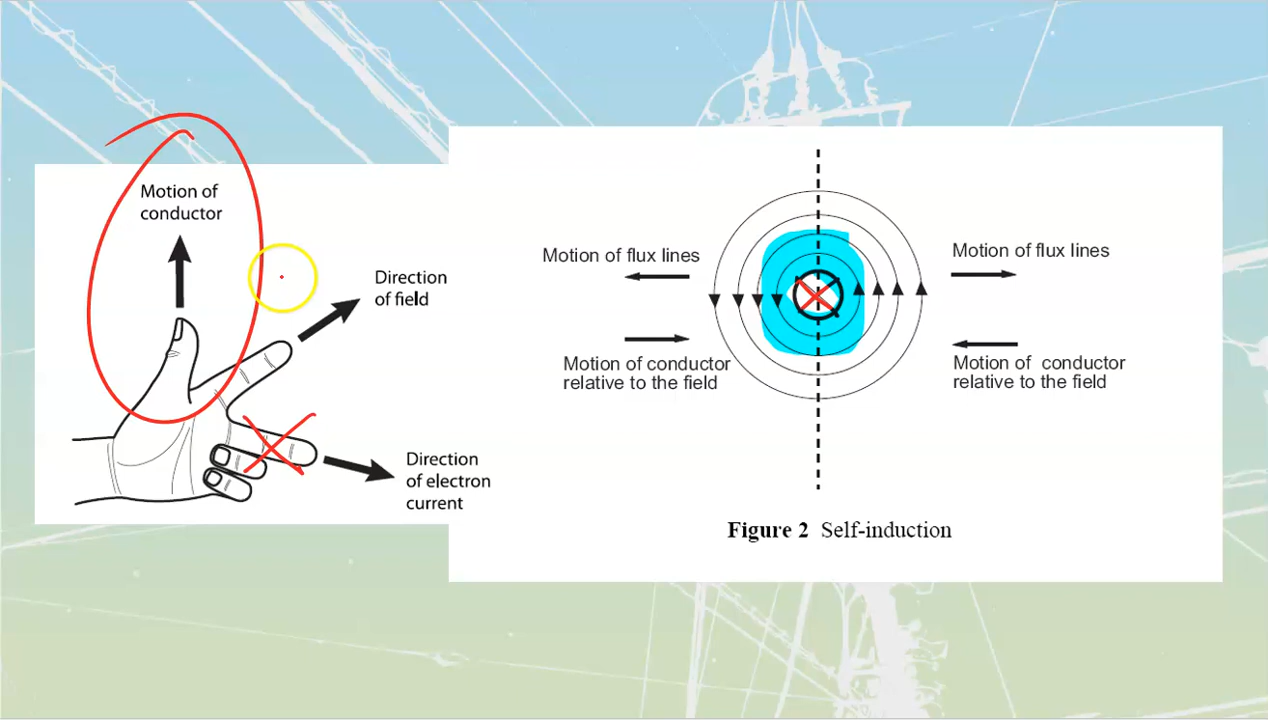 Motion of
conductor
Direction
of field
Direction
of electron
current
Motion of flux lines
Motion of flux lines
Motion of conductor
relative to the field
Motion of conductor
relative to the field
Figure 2 Self-induction